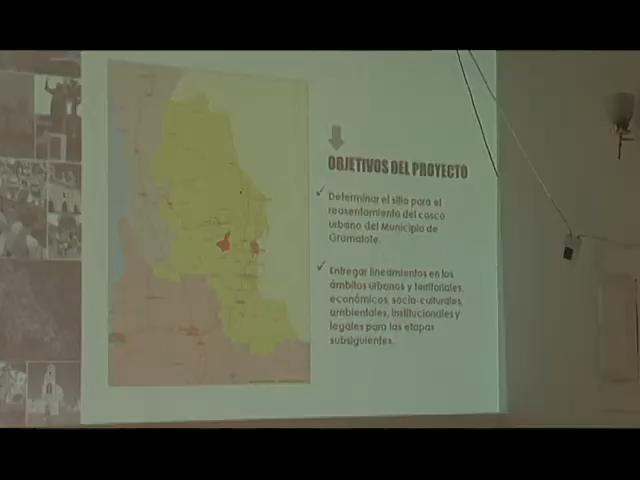 OBJETIVOS DEL PROYECTO
Determinar el sitio para el
reasentamiento del casco
urbano del Municipio de
Gramalote.
Entregar lineamientos en los
ámbitos urbanos y territoriales,
económicos, socio-culturales,
ambientales, institucionales y
legales para las etapas
subsiguientes.